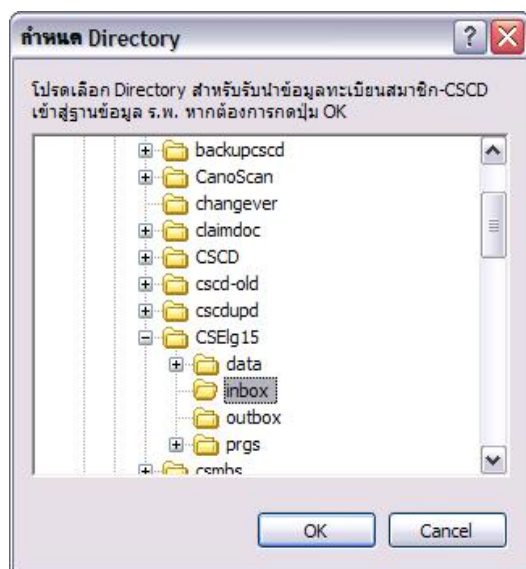 กำหนด Directory
โปรดเลือก Directory สำหรับรับนำข้อมูลทะเบียนสมาชิก-CSCD
เข้าสู่ฐานข้อมูล ร.พ. หากต้องการกดปุ่ม OK
backupcscd
CanoScan
changever
claimdoc
CSCD
cscd-old
cscdupd
CSElg15
data
inbox
outbox
prgs
csmbs
OK
Cancel